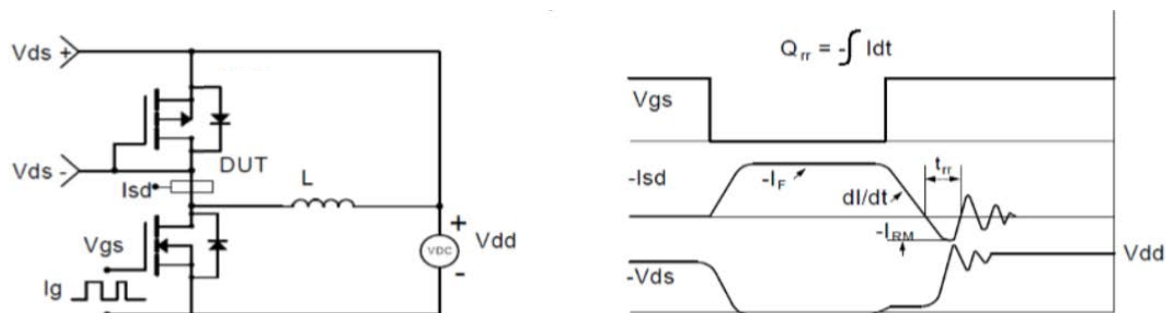 Vds +
Vds -
DUT
Isd
L
Vgs
Ig
+
VDC
-
Vdd
Qrr = -∫ Idt
Vgs
-Isd
-IF
dI/dt
trr
-IRM
Vdd
-Vds